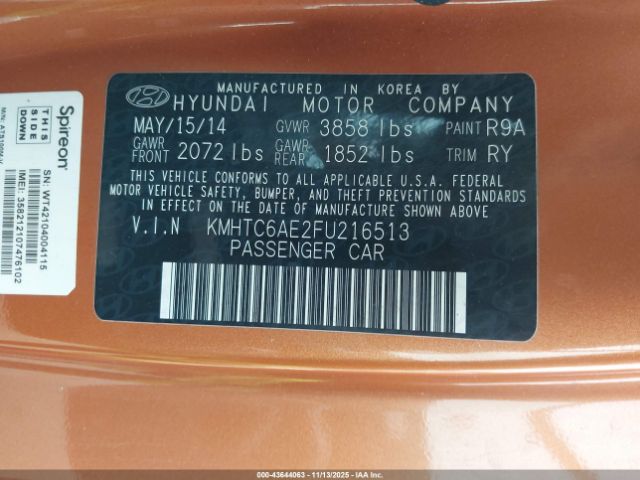 MANUFACTURED IN KOREA BY
HYUNDAI MOTOR COMPANY
MAY/15/14 GVWR 3858 lbs PAINT R9A
GAWR FRONT 2072 lbs GAWR REAR 1852 lbs TRIM RY
THIS VEHICLE CONFORMS TO ALL APPLICABLE U.S.A. FEDERAL
MOTOR VEHICLE SAFETY, BUMPER, AND THEFT PREVENTION STANDARDS
IN EFFECT ON THE DATE OF MANUFACTURE SHOWN ABOVE
V.I.N KMHTC6AE2FU216513
PASSENGER CAR
Spireon
THIS
SIDE
DOWN
SN: WT42104004115
IMEI: 358212107476102
000-43644063 - 11/13/2025 - COPART/IAA